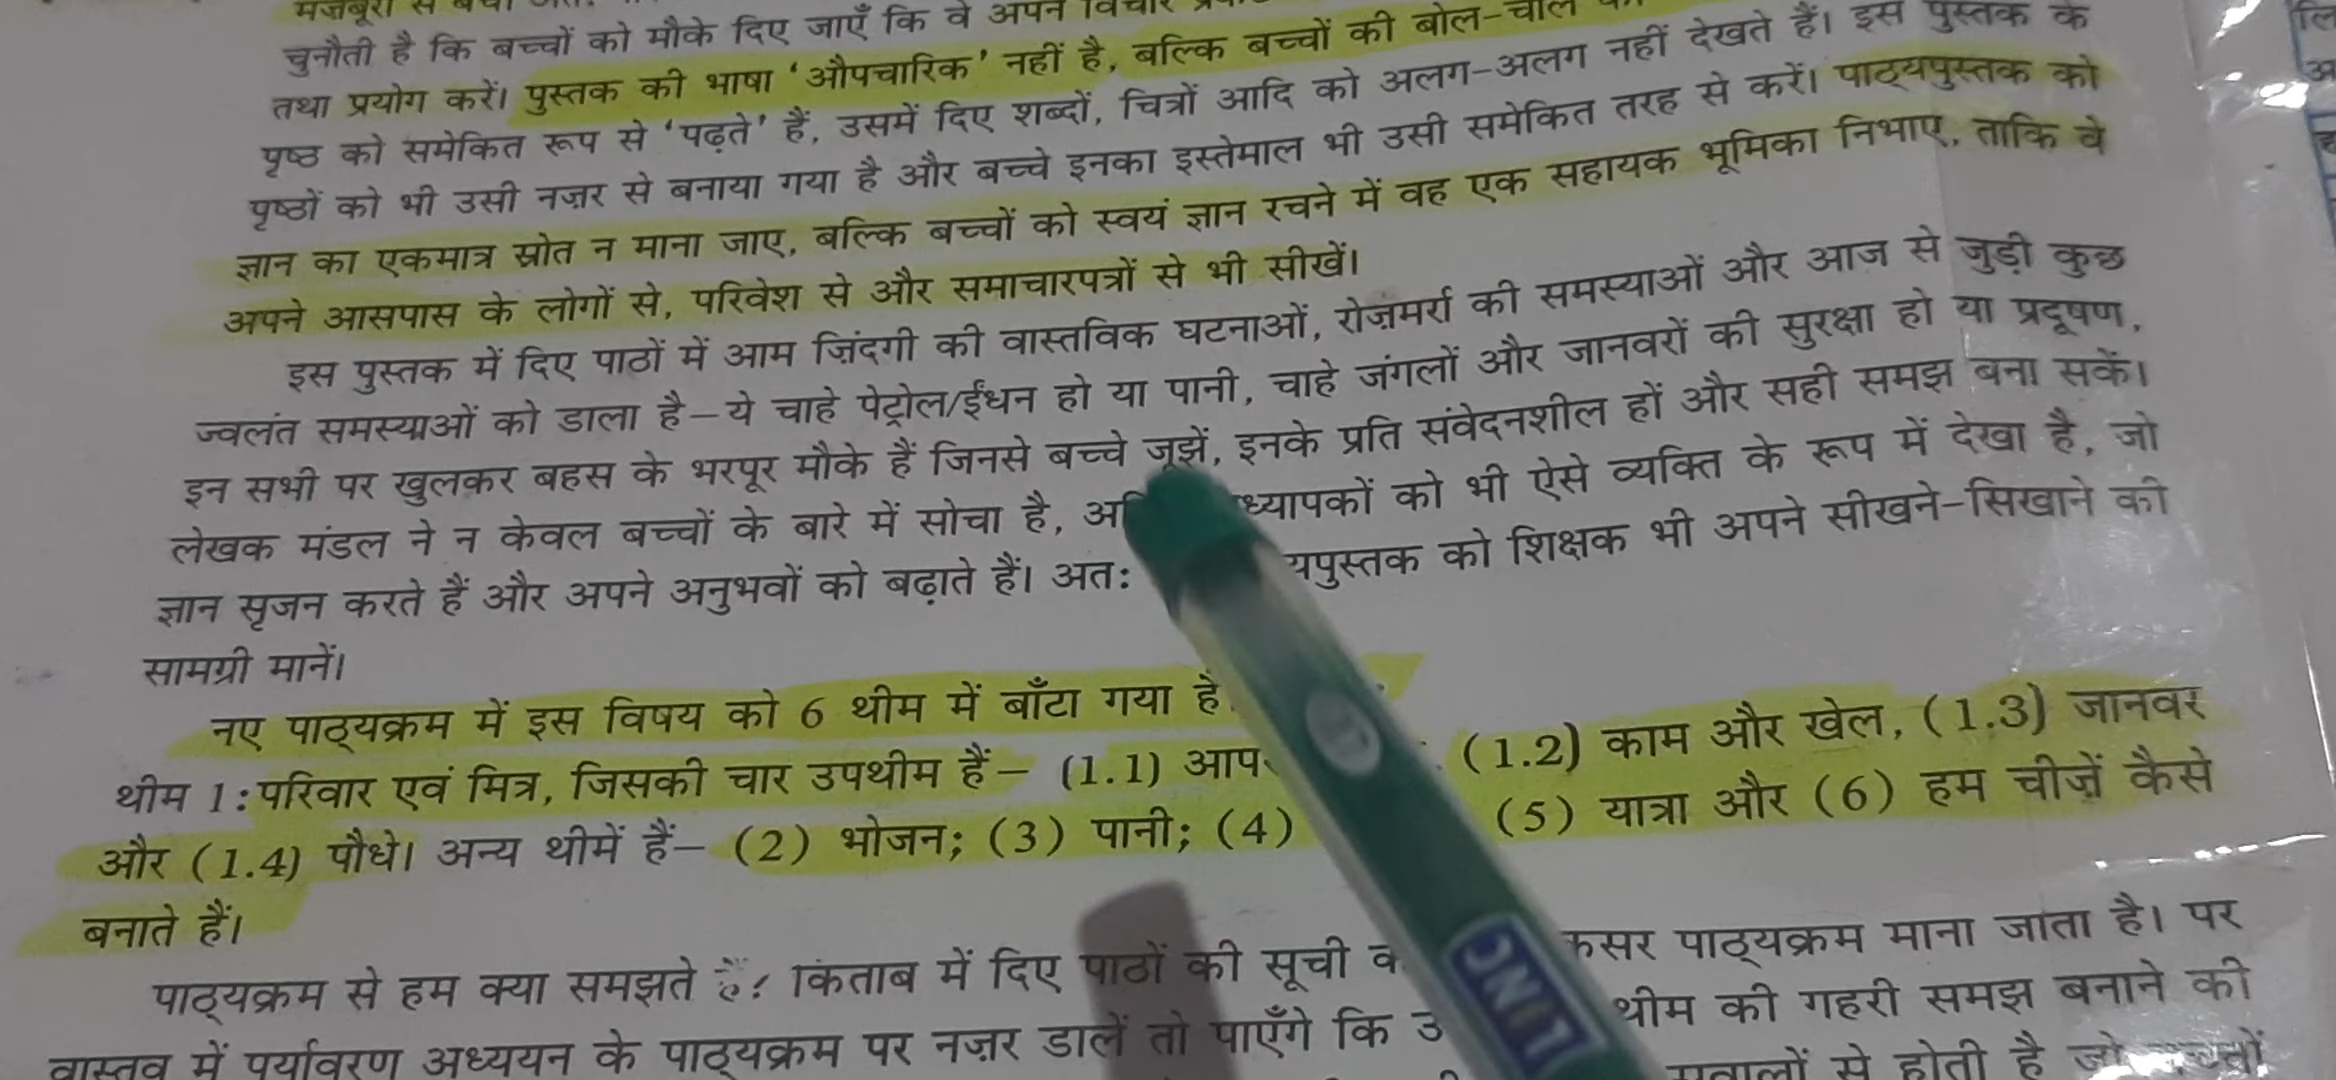 चुनौती है कि बच्चों को मौके दिए जाएँ कि वे अपने विचार
तथा प्रयोग करें। पुस्तक की भाषा 'औपचारिक' नहीं है, बल्कि बच्चों की बोल-चाल
पृष्ठ को समेकित रूप से 'पढ़ते' हैं, उसमें दिए शब्दों, चित्रों आदि को अलग-अलग नहीं देखते हैं। इस पुस्तक के
पृष्ठों को भी उसी नज़र से बनाया गया है और बच्चे इनका इस्तेमाल भी उसी समेकित तरह से करें। पाठ्यपुस्तक को
ज्ञान का एकमात्र स्रोत न माना जाए, बल्कि बच्चों को स्वयं ज्ञान रचने में वह एक सहायक भूमिका निभाए, ताकि वे
अपने आसपास के लोगों से, परिवेश से और समाचारपत्रों से भी सीखें।
इस पुस्तक में दिए पाठों में आम ज़िंदगी की वास्तविक घटनाओं, रोज़मर्रा की समस्याओं और आज से जुड़ी कुछ
ज्वलंत समस्याओं को डाला है–ये चाहे पेट्रोल/ईंधन हो या पानी, चाहे जंगलों और जानवरों की सुरक्षा हो या प्रदूषण,
इन सभी पर खुलकर बहस के भरपूर मौके हैं जिनसे बच्चे जूझें, इनके प्रति संवेदनशील हों और सही समझ बना सकें।
लेखक मंडल ने न केवल बच्चों के बारे में सोचा है, ध्यापकों को भी ऐसे व्यक्ति के रूप में देखा है, जो
ज्ञान सृजन करते हैं और अपने अनुभवों को बढ़ाते हैं। अतः यपुस्तक को शिक्षक भी अपने सीखने-सिखाने की
सामग्री मानें।
नए पाठ्यक्रम में इस विषय को 6 थीम में बाँटा गया है
थीम 1: परिवार एवं मित्र, जिसकी चार उपथीम हैं– (1.1) आप (1.2) काम और खेल, (1.3) जानवर
और (1.4) पौधे। अन्य थीमें हैं– (2) भोजन; (3) पानी; (4) (5) यात्रा और (6) हम चीज़ें कैसे
बनाते हैं।
पाठ्यक्रम से हम क्या समझते हैं? किताब में दिए पाठों की सूची कसर पाठ्यक्रम माना जाता है। पर
वास्तव में पर्यावरण अध्ययन के पाठ्यक्रम पर नज़र डालें तो पाएँगे कि थीम की गहरी समझ बनाने की
से होती है जो
LINC